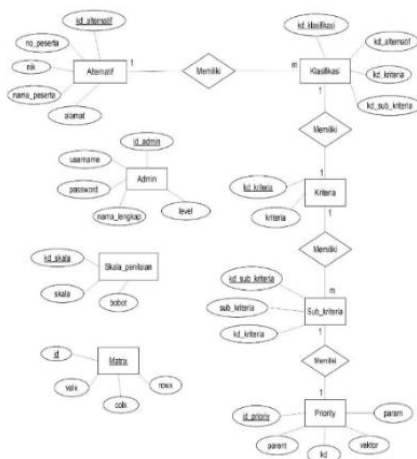 kd_alternatif
no_peserta
nik
nama_peserta
alamat
Alternatif
1
Memiliki
m
Klasifikasi
kd_klasifikasi
kd_alternatif
kd_kriteria
kd_sub_kriteria
1
Memiliki
1
kd_kriteria
kriteria
Kriteria
1
Memiliki
m
kd_sub_kriteria
sub_kriteria
kd_kriteria
Sub_kriteria
1
Memiliki
1
id_priority
Priority
param
parent
kd
vektor
id_admin
username
password
nama_lengkap
level
Admin
kd_skala
skala
bobot
Skala_penilaian
id
Matrix
valx
colx
rowx